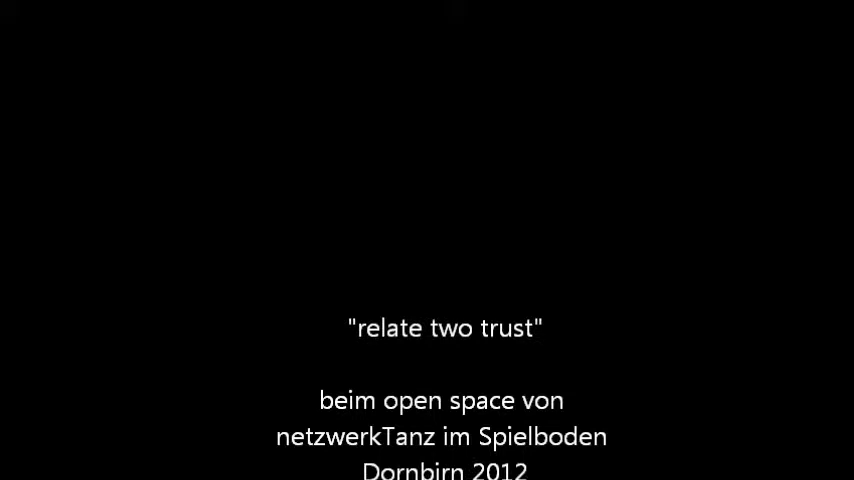 "relate two trust"
beim open space von
netzwerkTanz im Spielboden
Dornbirn 2012